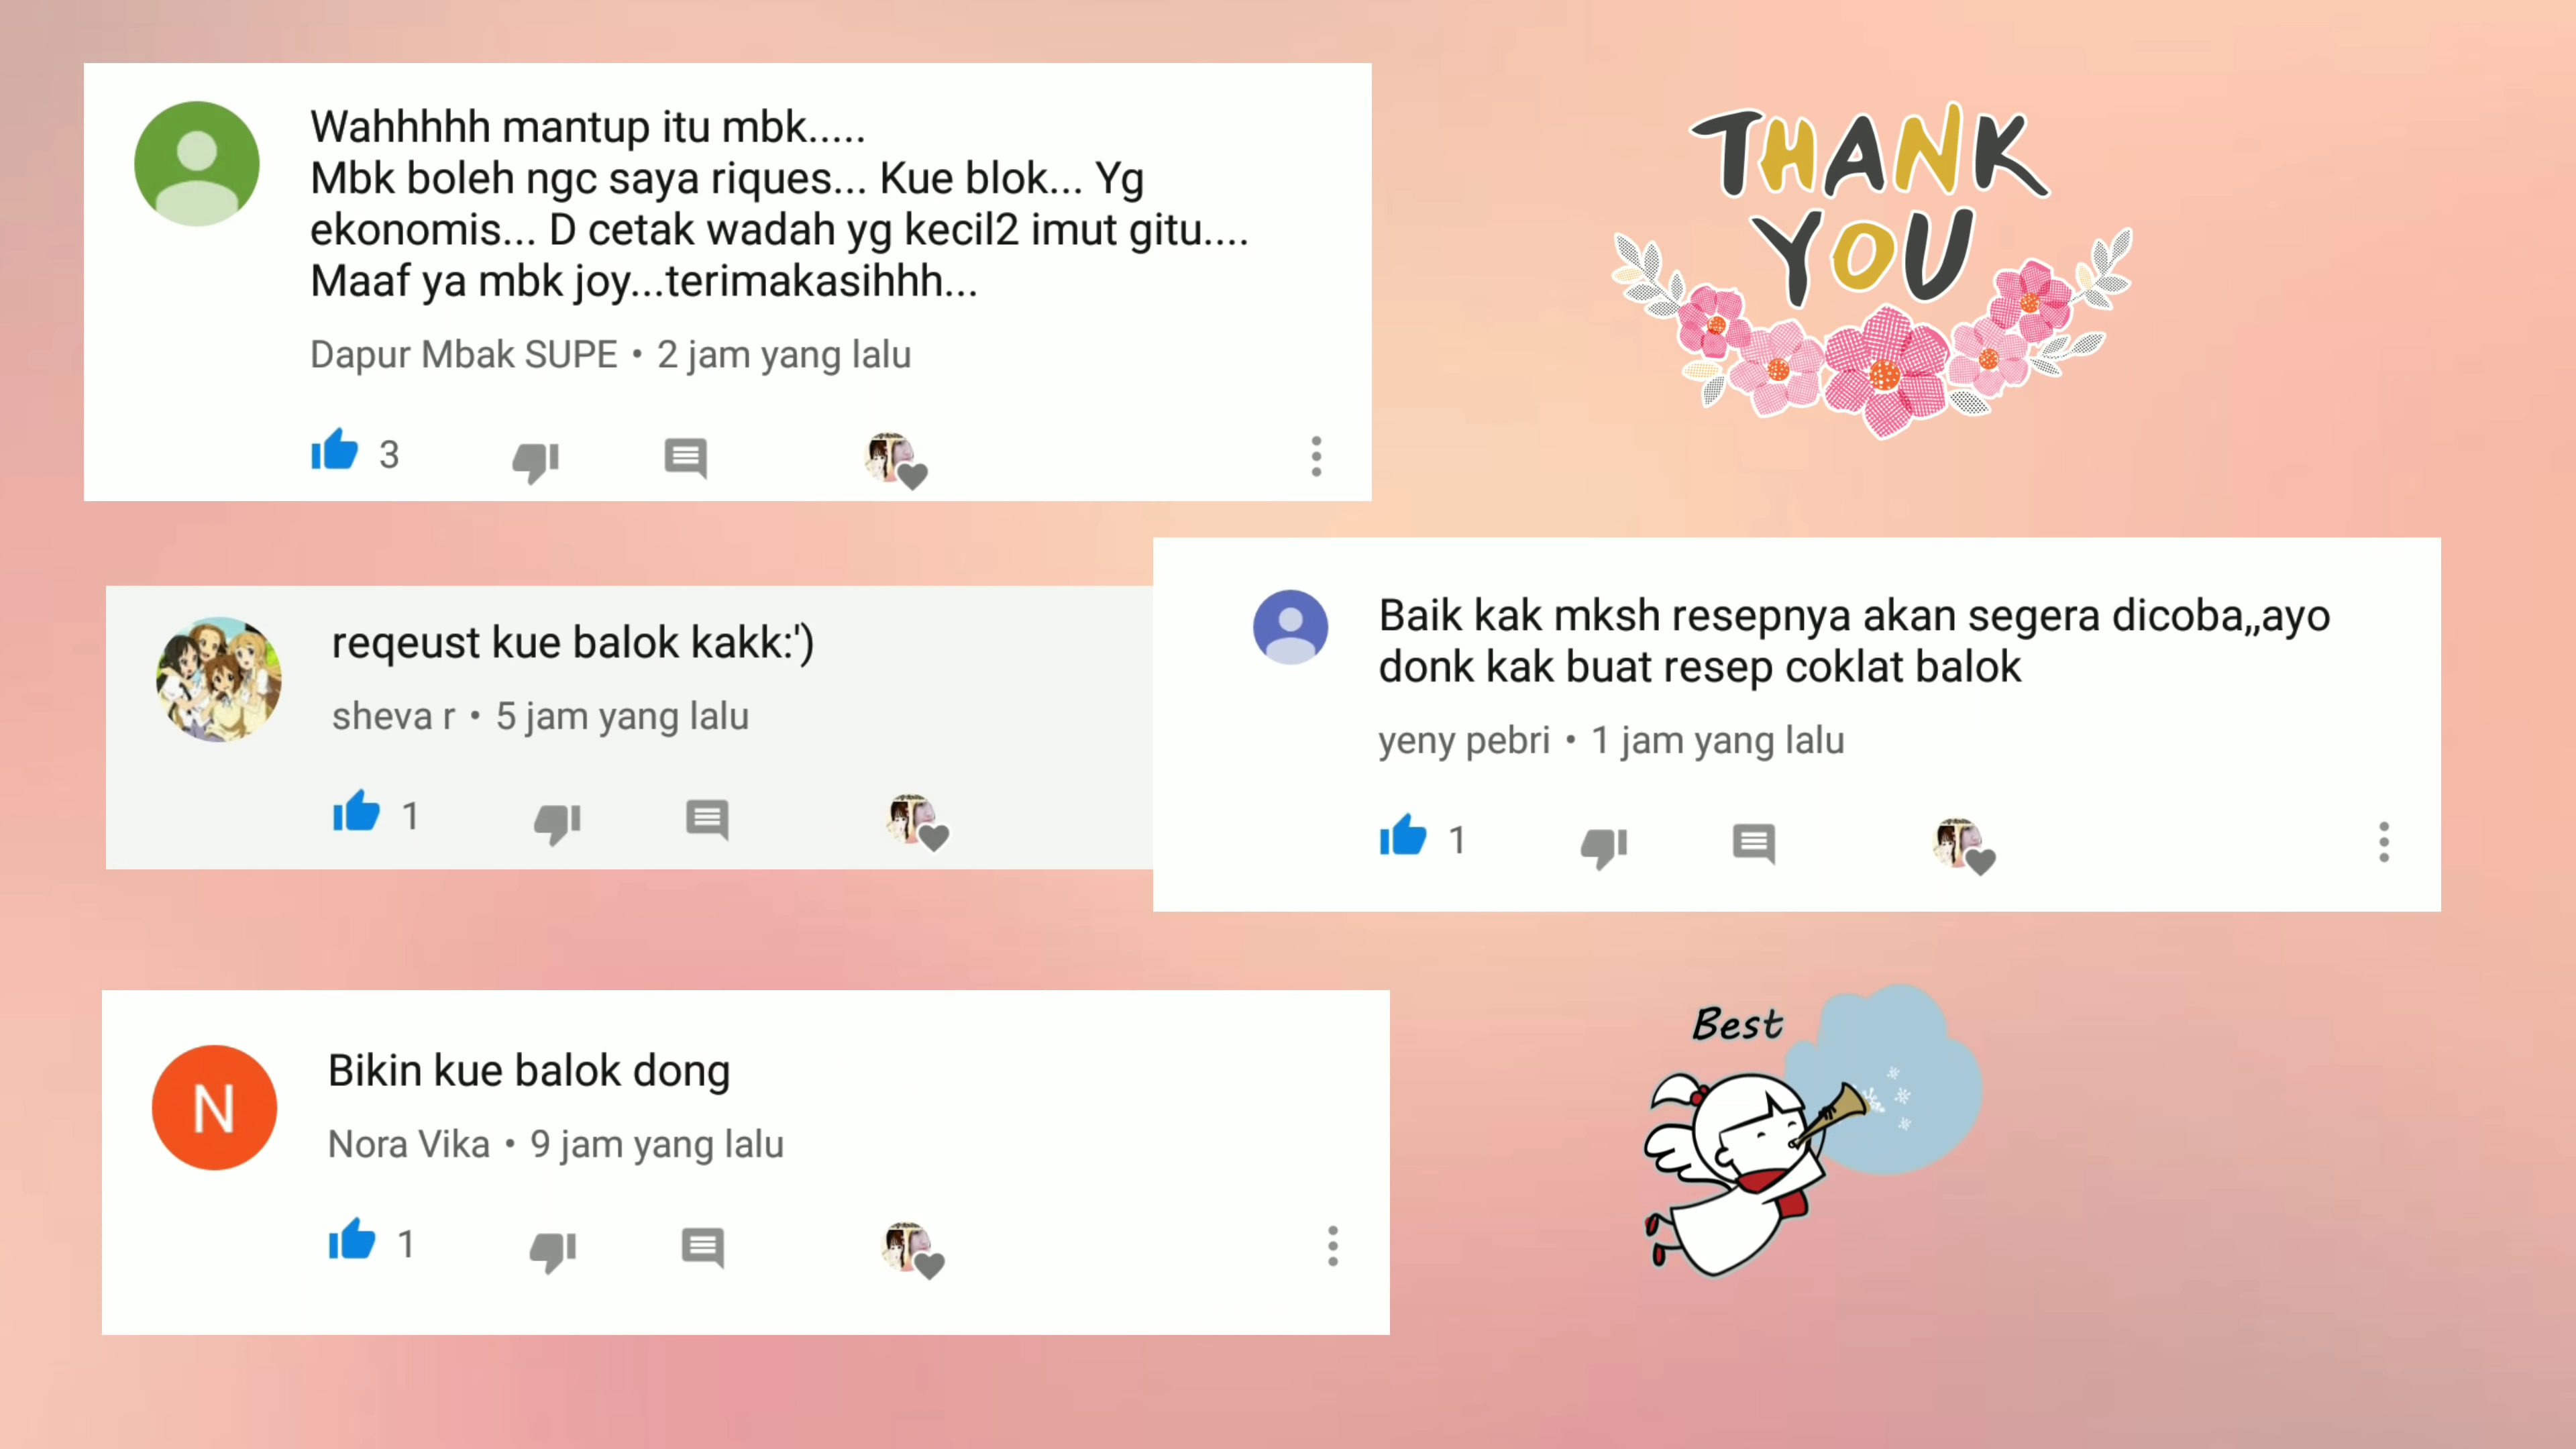 Wahhhhh mantup itu mbk.....
Mbk boleh ngc saya riques... Kue blok... Yg
ekonomis... D cetak wadah yg kecil2 imut gitu....
Maaf ya mbk joy...terimakasihhh...
Dapur Mbak SUPE • 2 jam yang lalu
3
THANK
YOU
reqeust kue balok kakk:')
sheva r • 5 jam yang lalu
1
Baik kak mksh resepnya akan segera dicoba,,ayo
donk kak buat resep coklat balok
yeny pebri • 1 jam yang lalu
1
N
Bikin kue balok dong
Nora Vika • 9 jam yang lalu
1
Best